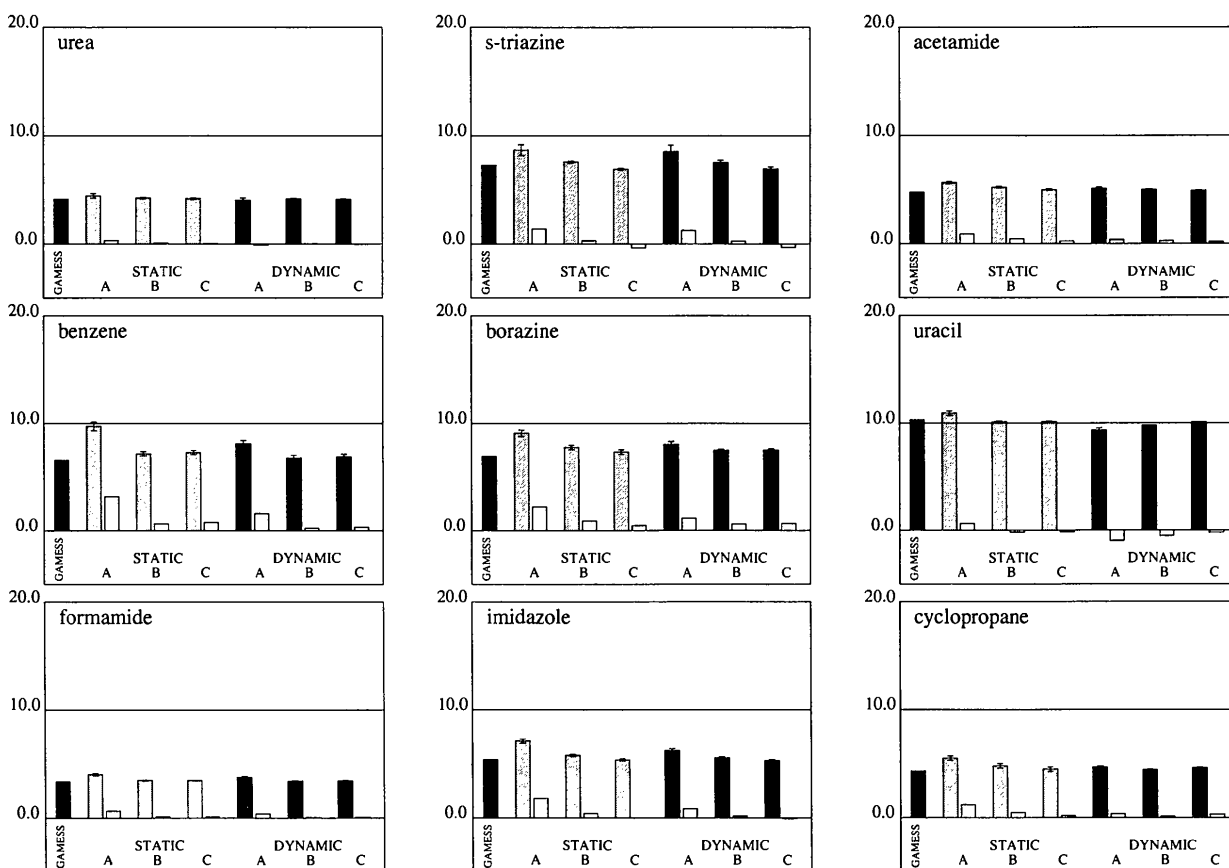 20.0 urea
10.0
0.0
GAMESS STATIC DYNAMIC
A B C A B C
20.0 s-triazine
10.0
0.0
GAMESS STATIC DYNAMIC
A B C A B C
20.0 acetamide
10.0
0.0
GAMESS STATIC DYNAMIC
A B C A B C
20.0 benzene
10.0
0.0
GAMESS STATIC DYNAMIC
A B C A B C
20.0 borazine
10.0
0.0
GAMESS STATIC DYNAMIC
A B C A B C
20.0 uracil
10.0
0.0
GAMESS STATIC DYNAMIC
A B C A B C
20.0 formamide
10.0
0.0
GAMESS STATIC DYNAMIC
A B C A B C
20.0 imidazole
10.0
0.0
GAMESS STATIC DYNAMIC
A B C A B C
20.0 cyclopropane
10.0
0.0
GAMESS STATIC DYNAMIC
A B C A B C